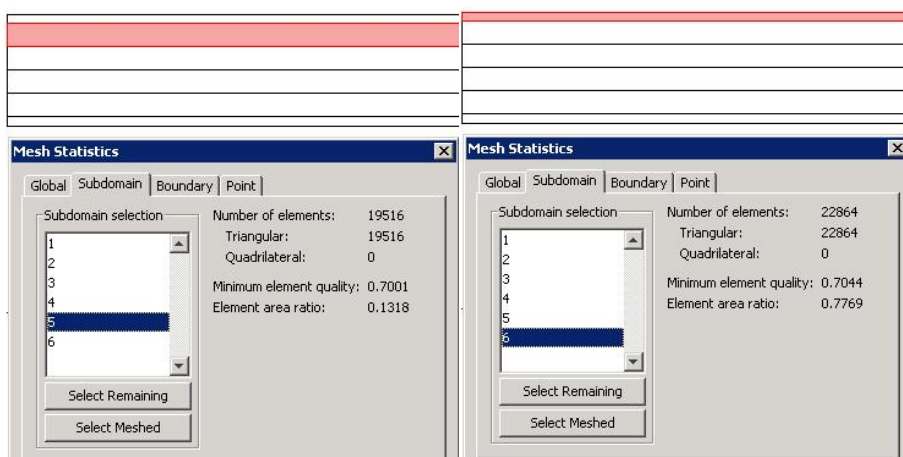 Mesh Statistics
Global Subdomain Boundary Point
Subdomain selection
1
2
3
4
5
6
Select Remaining
Select Meshed
Number of elements: 19516
Triangular: 19516
Quadrilateral: 0
Minimum element quality: 0.7001
Element area ratio: 0.1318
Mesh Statistics
Global Subdomain Boundary Point
Subdomain selection
1
2
3
4
5
6
Select Remaining
Select Meshed
Number of elements: 22864
Triangular: 22864
Quadrilateral: 0
Minimum element quality: 0.7044
Element area ratio: 0.7769